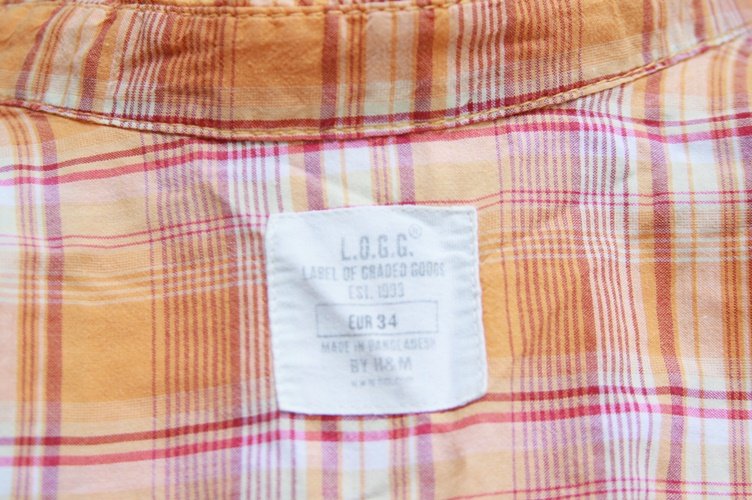 L.O.G.G.®
LABEL OF GRADED GOODS
EST. 1993
EUR 34
MADE IN BANGLADESH
BY H&M